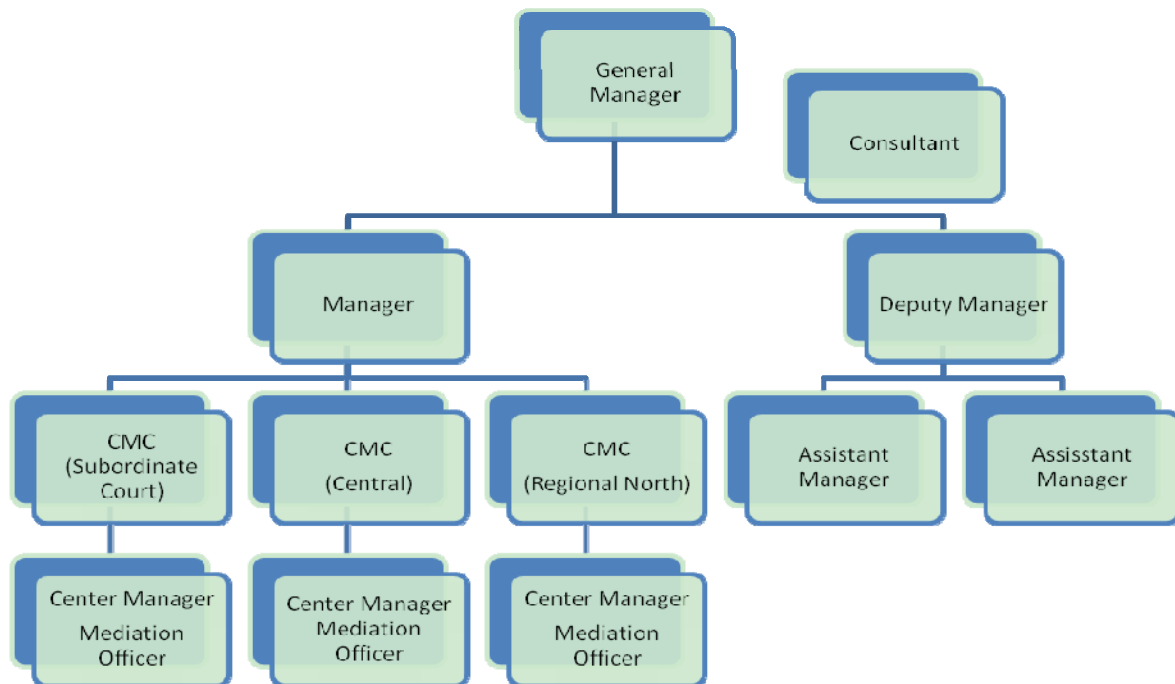 General
Manager
Consultant
Manager
Deputy Manager
CMC
(Subordinate
Court)
CMC
(Central)
CMC
(Regional North)
Assistant
Manager
Assisstant
Manager
Center Manager
Mediation
Officer
Center Manager
Mediation
Officer
Center Manager
Mediation
Officer